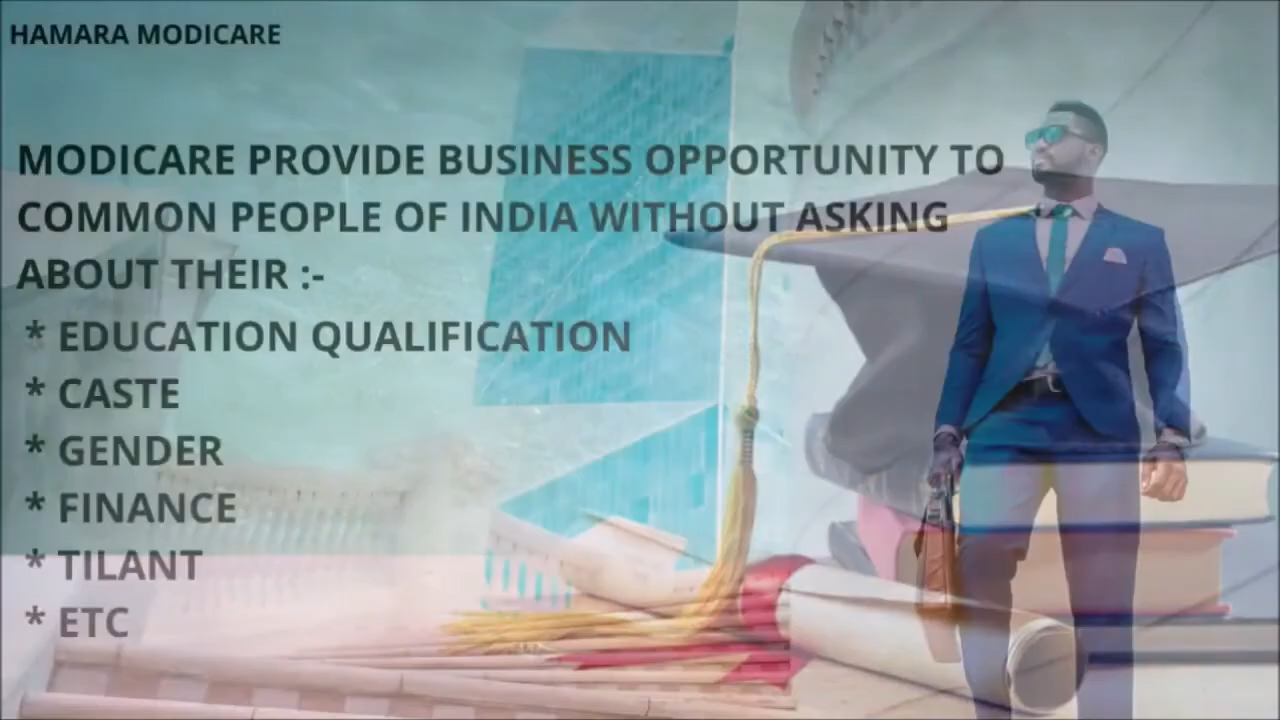 HAMARA MODICARE
MODICARE PROVIDE BUSINESS OPPORTUNITY TO
COMMON PEOPLE OF INDIA WITHOUT ASKING
ABOUT THEIR :-
* EDUCATION QUALIFICATION
* CASTE
* GENDER
* FINANCE
* TILANT
* ETC